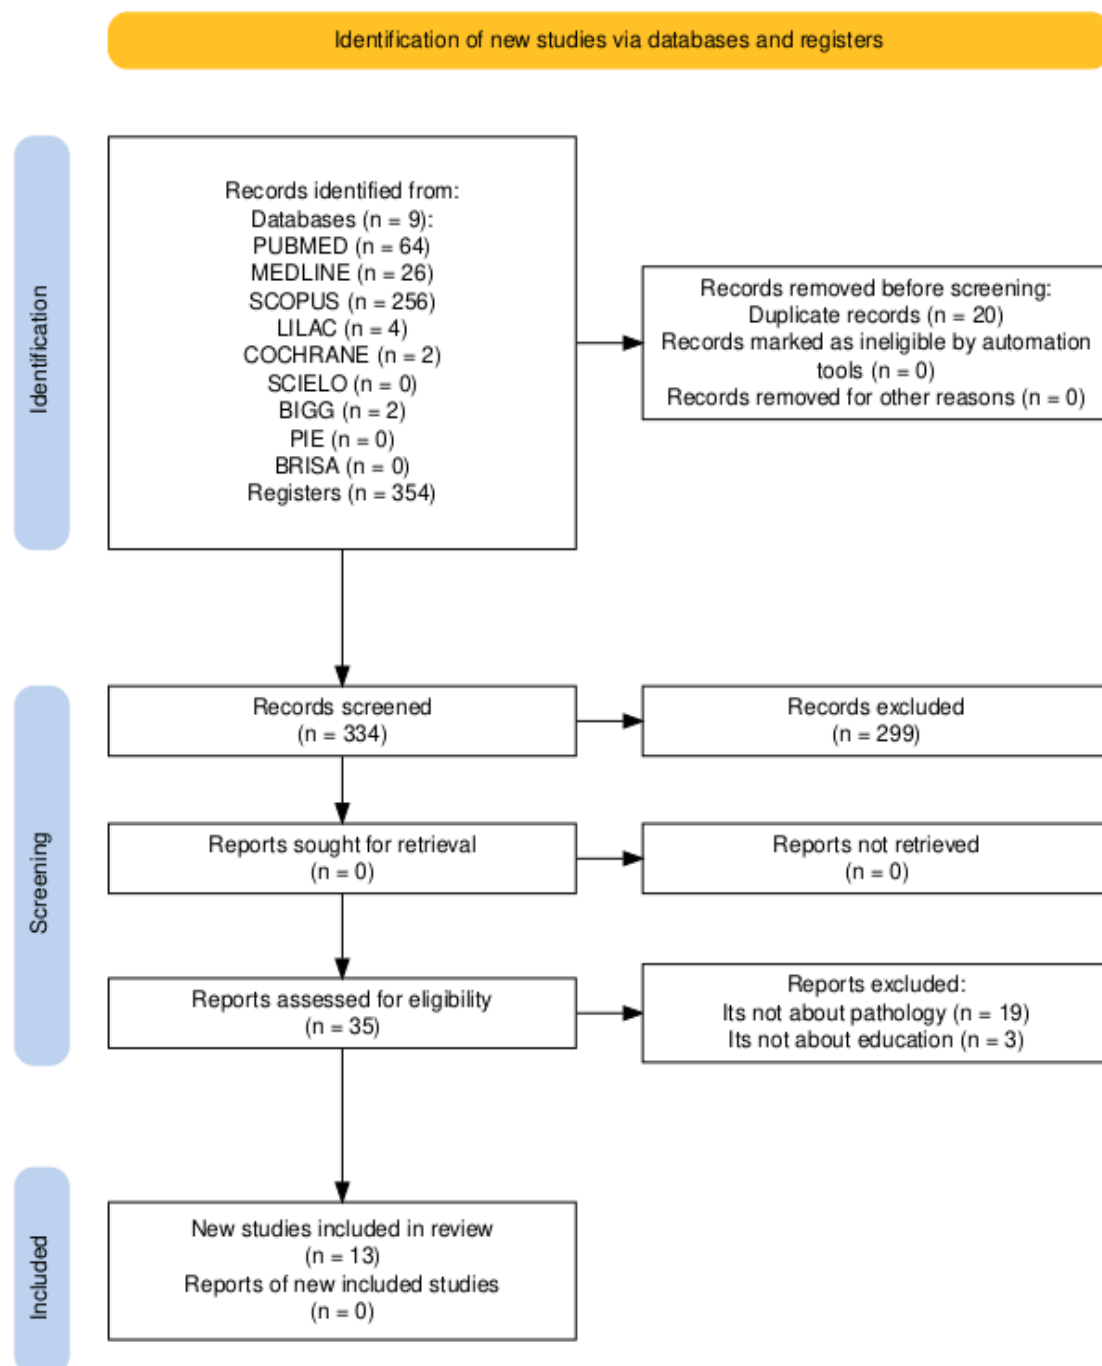 Identification of new studies via databases and registers
Identification
Records identified from:
Databases (n = 9):
PUBMED (n = 64)
MEDLINE (n = 26)
SCOPUS (n = 256)
LILAC (n = 4)
COCHRANE (n = 2)
SCIELO (n = 0)
BIGG (n = 2)
PIE (n = 0)
BRISA (n = 0)
Registers (n = 354)
Records removed before screening:
Duplicate records (n = 20)
Records marked as ineligible by automation
tools (n = 0)
Records removed for other reasons (n = 0)
Screening
Records screened
(n = 334)
Records excluded
(n = 299)
Reports sought for retrieval
(n = 0)
Reports not retrieved
(n = 0)
Reports assessed for eligibility
(n = 35)
Reports excluded:
Its not about pathology (n = 19)
Its not about education (n = 3)
Included
New studies included in review
(n = 13)
Reports of new included studies
(n = 0)